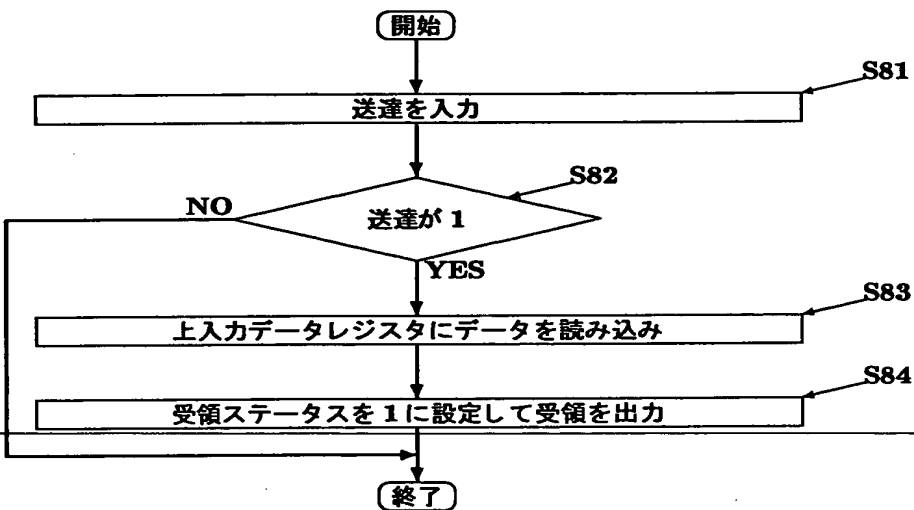 開始
S81
送達を入力
S82
NO
送達が 1
YES
S83
上入力データレジスタにデータを読み込み
S84
受領ステータスを 1 に設定して受領を出力
終了